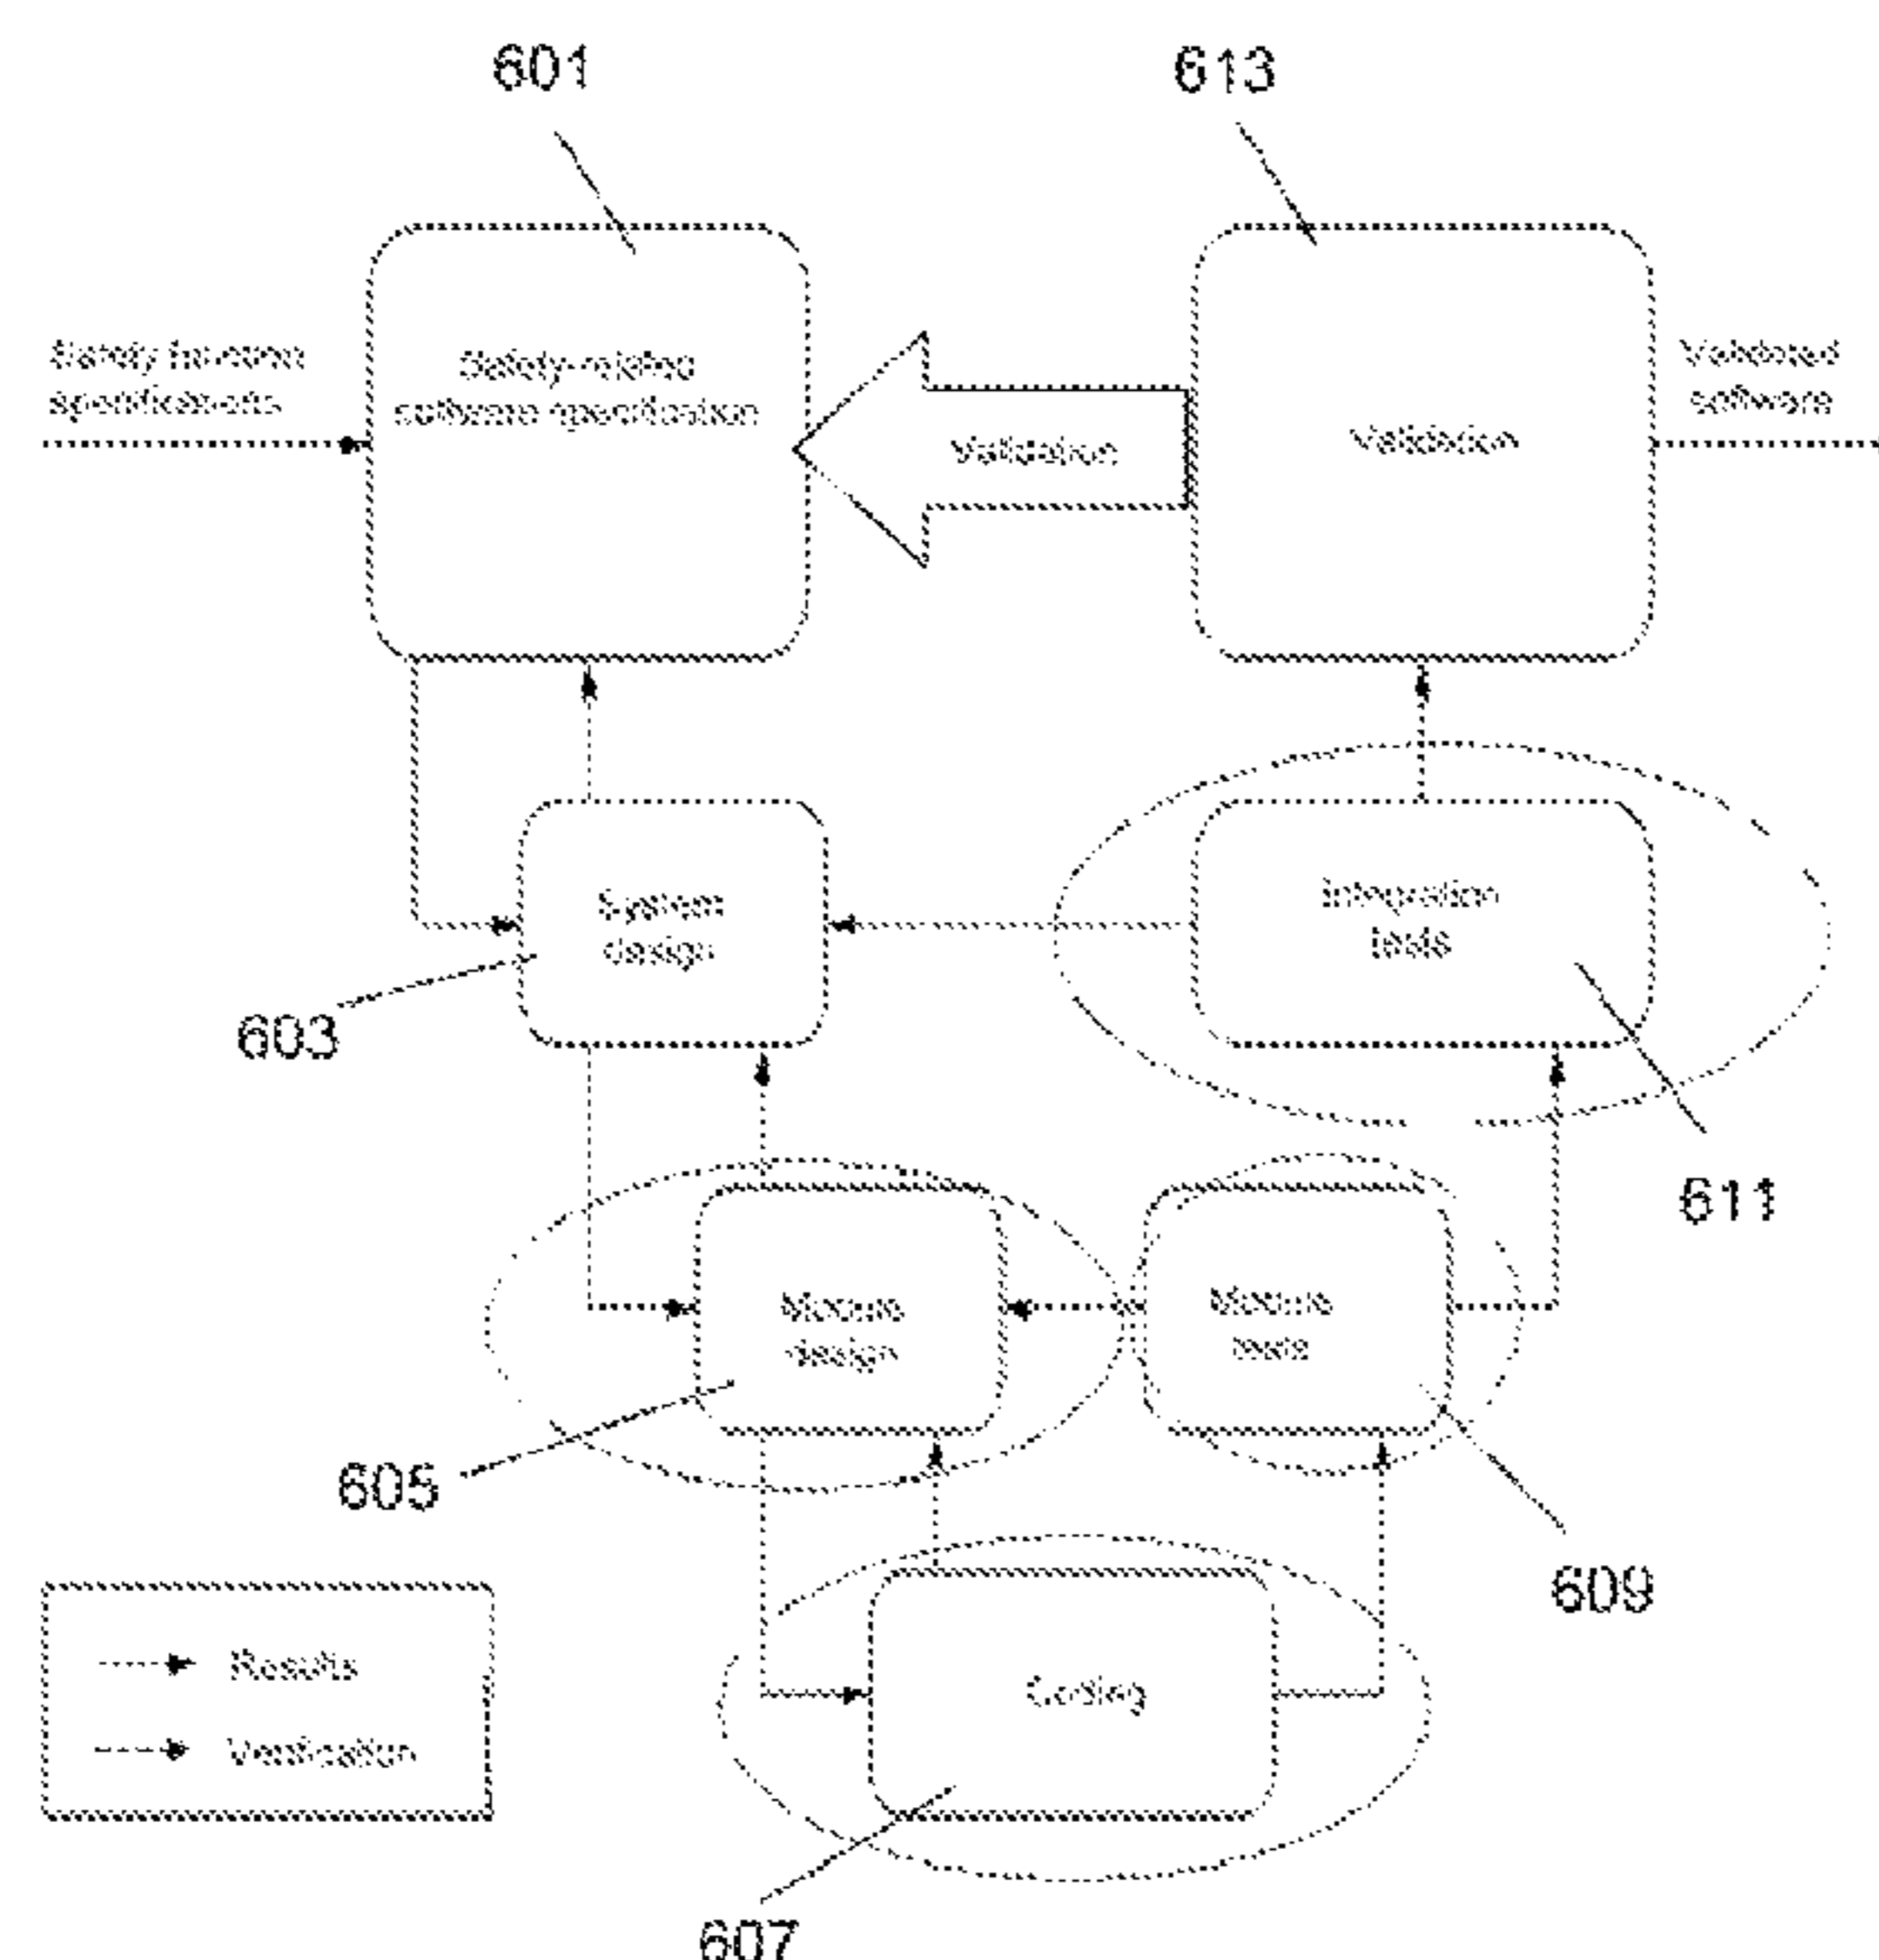 601
613
Safety
specifications
Safety-related
software specification
Validation
Validation
Validated
software
System
design
Integration
tests
603
611
Module
design
Module
tests
605
609
Results
Verification
Coding
607